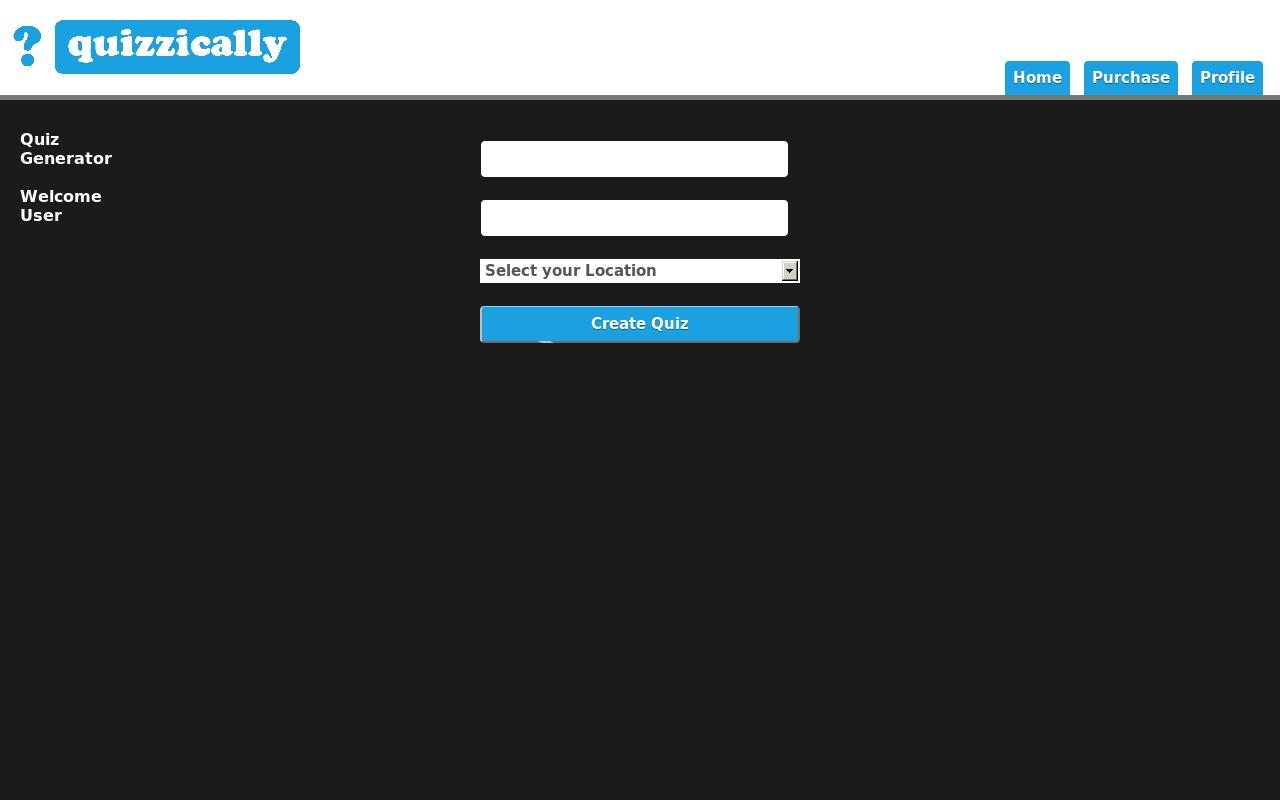 ? quizzically
Home Purchase Profile
Quiz
Generator
Welcome
User
Select your Location
Create Quiz